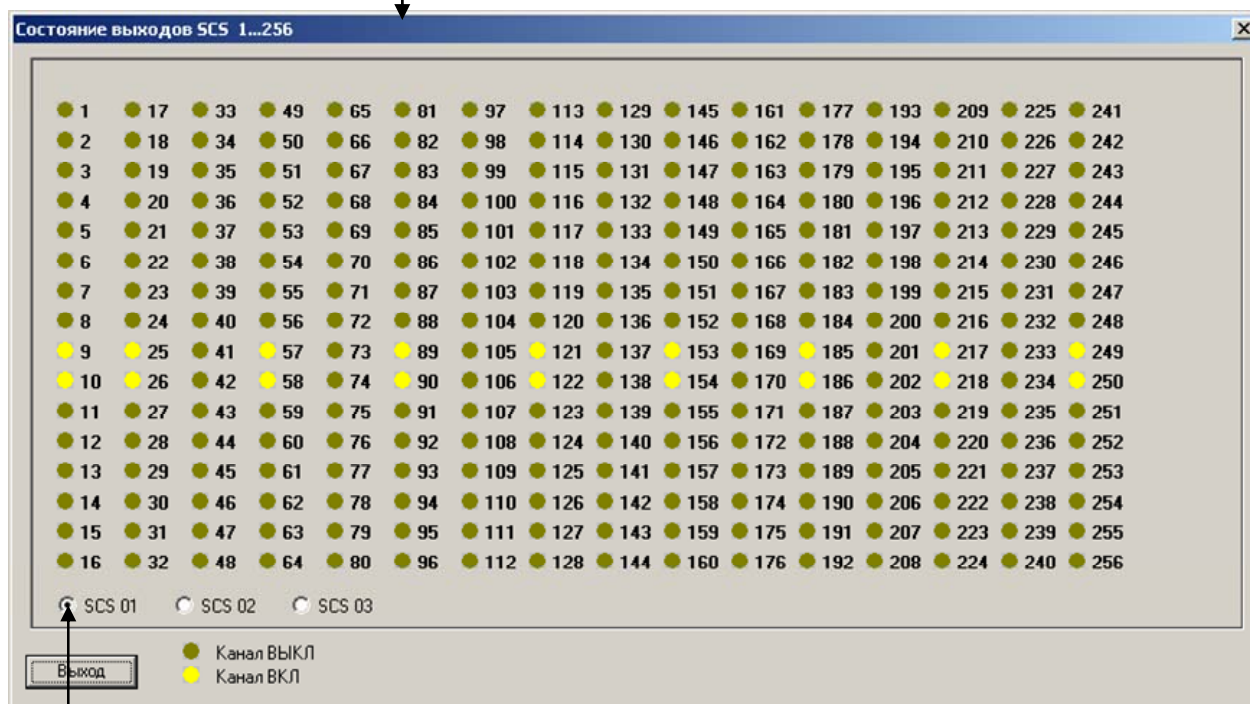 Состояние выходов SCS 1...256
1 17 33 49 65 81 97 113 129 145 161 177 193 209 225 241
2 18 34 50 66 82 98 114 130 146 162 178 194 210 226 242
3 19 35 51 67 83 99 115 131 147 163 179 195 211 227 243
4 20 36 52 68 84 100 116 132 148 164 180 196 212 228 244
5 21 37 53 69 85 101 117 133 149 165 181 197 213 229 245
6 22 38 54 70 86 102 118 134 150 166 182 198 214 230 246
7 23 39 55 71 87 103 119 135 151 167 183 199 215 231 247
8 24 40 56 72 88 104 120 136 152 168 184 200 216 232 248
9 25 41 57 73 89 105 121 137 153 169 185 201 217 233 249
10 26 42 58 74 90 106 122 138 154 170 186 202 218 234 250
11 27 43 59 75 91 107 123 139 155 171 187 203 219 235 251
12 28 44 60 76 92 108 124 140 156 172 188 204 220 236 252
13 29 45 61 77 93 109 125 141 157 173 189 205 221 237 253
14 30 46 62 78 94 110 126 142 158 174 190 206 222 238 254
15 31 47 63 79 95 111 127 143 159 175 191 207 223 239 255
16 32 48 64 80 96 112 128 144 160 176 192 208 224 240 256
SCS 01 SCS 02 SCS 03
Канал ВЫКЛ
Выход
Канал ВКЛ